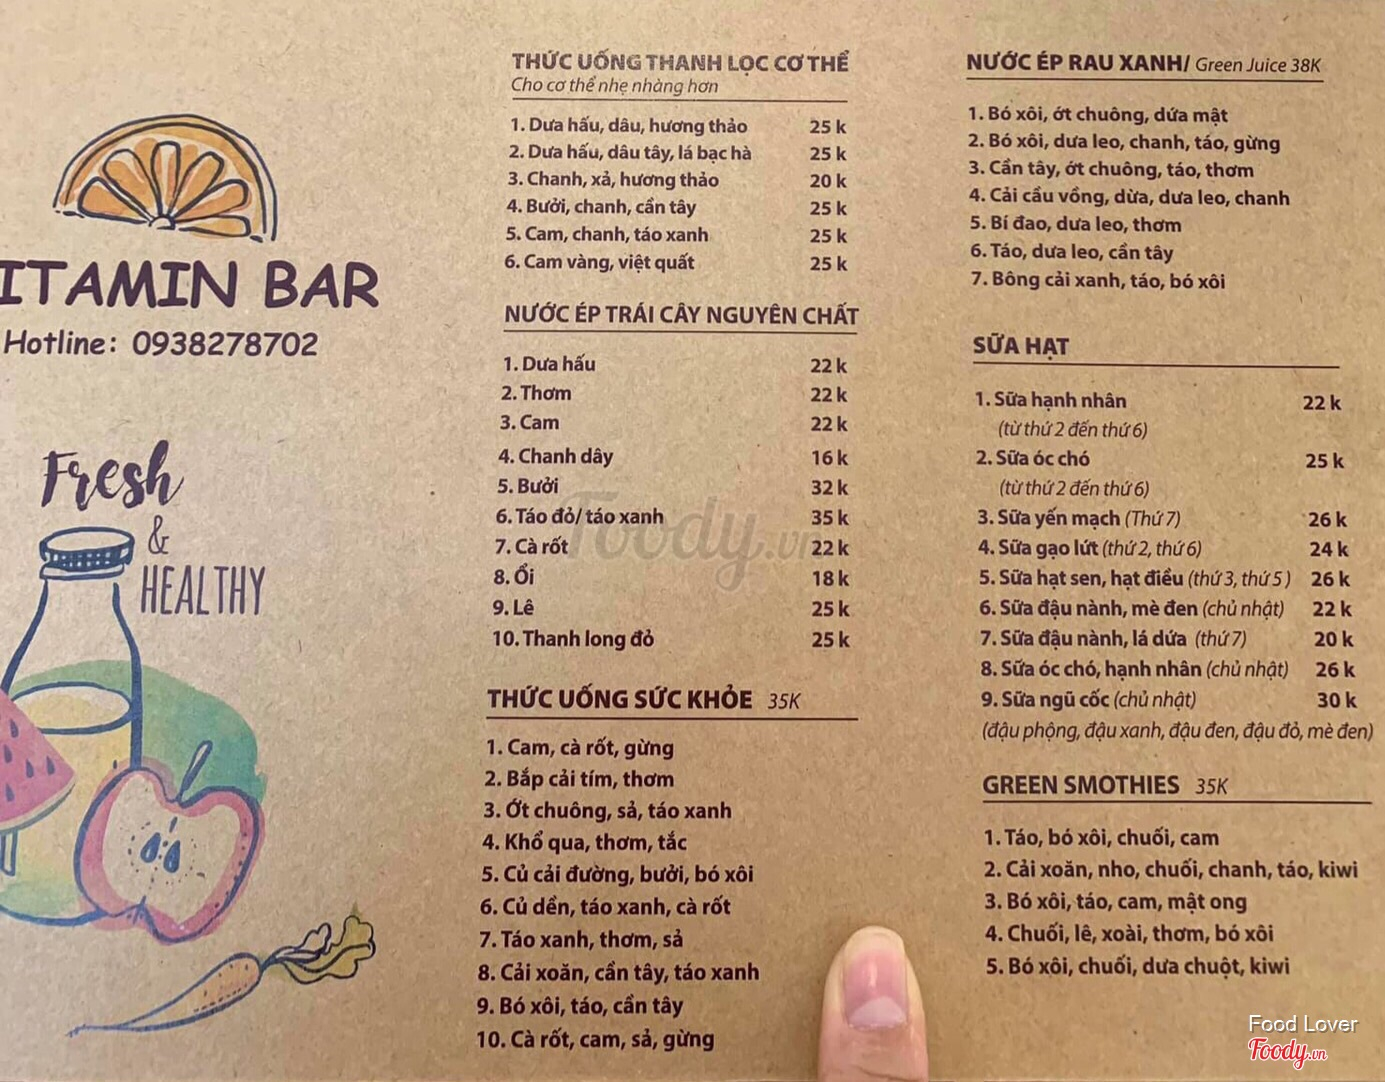 ITAMIN BAR
Hotline: 0938278702
Fresh
&
HEALTHY
THỨC UỐNG THANH LỌC CƠ THỂ
Cho cơ thể nhẹ nhàng hơn
1. Dưa hấu, dâu, hương thảo 25 k
2. Dưa hấu, dâu tây, lá bạc hà 25 k
3. Chanh, xả, hương thảo 20 k
4. Bưởi, chanh, cần tây 25 k
5. Cam, chanh, táo xanh 25 k
6. Cam vàng, việt quất 25 k
NƯỚC ÉP TRÁI CÂY NGUYÊN CHẤT
1. Dưa hấu 22 k
2. Thơm 22 k
3. Cam 22 k
4. Chanh dây 16 k
5. Bưởi 32 k
6. Táo đỏ/ táo xanh 35 k
7. Cà rốt 22 k
8. Ổi 18 k
9. Lê 25 k
10. Thanh long đỏ 25 k
THỨC UỐNG SỨC KHỎE 35K
1. Cam, cà rốt, gừng
2. Bắp cải tím, thơm
3. Ớt chuông, sả, táo xanh
4. Khổ qua, thơm, tắc
5. Củ cải đường, bưởi, bó xôi
6. Củ dền, táo xanh, cà rốt
7. Táo xanh, thơm, sả
8. Cải xoăn, cần tây, táo xanh
9. Bó xôi, táo, cần tây
10. Cà rốt, cam, sả, gừng
NƯỚC ÉP RAU XANH/ Green Juice 38K
1. Bó xôi, ớt chuông, dứa mật
2. Bó xôi, dưa leo, chanh, táo, gừng
3. Cần tây, ớt chuông, táo, thơm
4. Cải cầu vồng, dừa, dưa leo, chanh
5. Bí đao, dưa leo, thơm
6. Táo, dưa leo, cần tây
7. Bông cải xanh, táo, bó xôi
SỮA HẠT
1. Sữa hạnh nhân 22 k
(từ thứ 2 đến thứ 6)
2. Sữa óc chó 25 k
(từ thứ 2 đến thứ 6)
3. Sữa yến mạch (Thứ 7) 26 k
4. Sữa gạo lứt (thứ 2, thứ 6) 24 k
5. Sữa hạt sen, hạt điều (thứ 3, thứ 5 ) 26 k
6. Sữa đậu nành, mè đen (chủ nhật) 22 k
7. Sữa đậu nành, lá dứa (thứ 7) 20 k
8. Sữa óc chó, hạnh nhân (chủ nhật) 26 k
9. Sữa ngũ cốc (chủ nhật) 30 k
(đậu phộng, đậu xanh, đậu đen, đậu đỏ, mè đen)
GREEN SMOTHIES 35K
1. Táo, bó xôi, chuối, cam
2. Cải xoăn, nho, chuối, chanh, táo, kiwi
3. Bó xôi, táo, cam, mật ong
4. Chuối, lê, xoài, thơm, bó xôi
5. Bó xôi, chuối, dưa chuột, kiwi
Foody.vn
Food Lover
Foody.vn